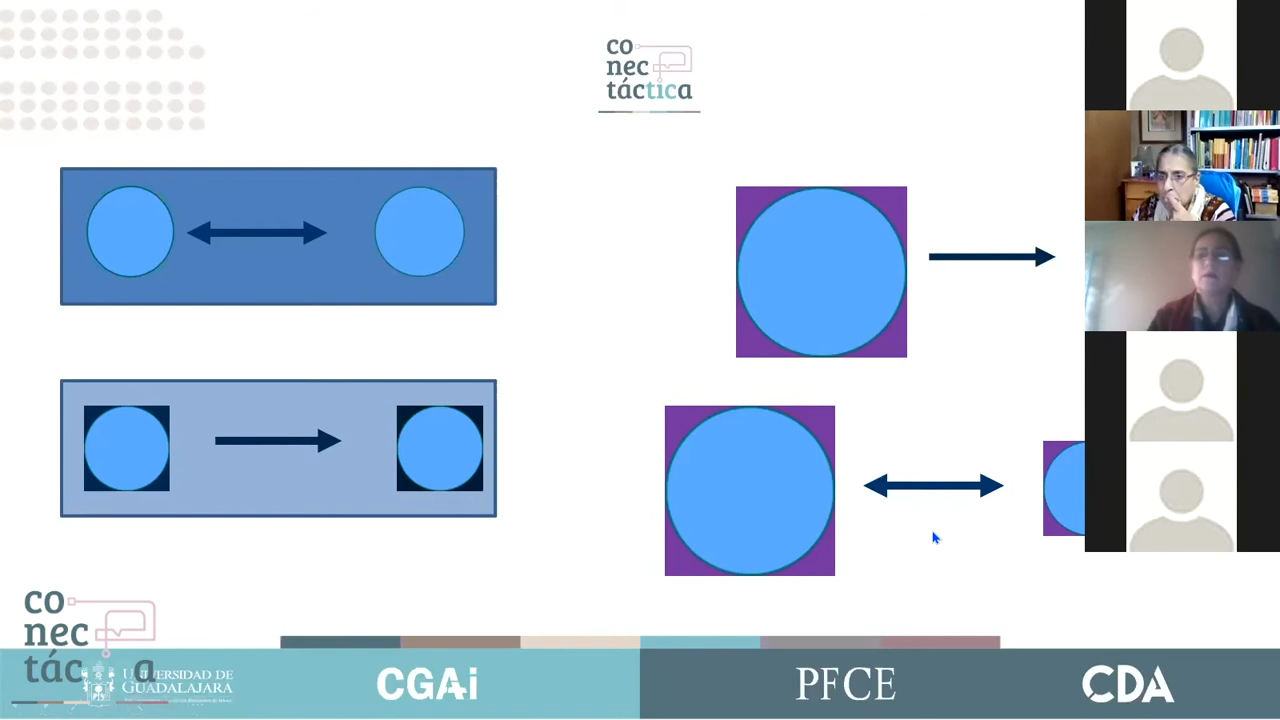 co
nec
táctica
co
nec
tác a
UNIVERSIDAD DE
GUADALAJARA
CGAi
PFCE
CDA